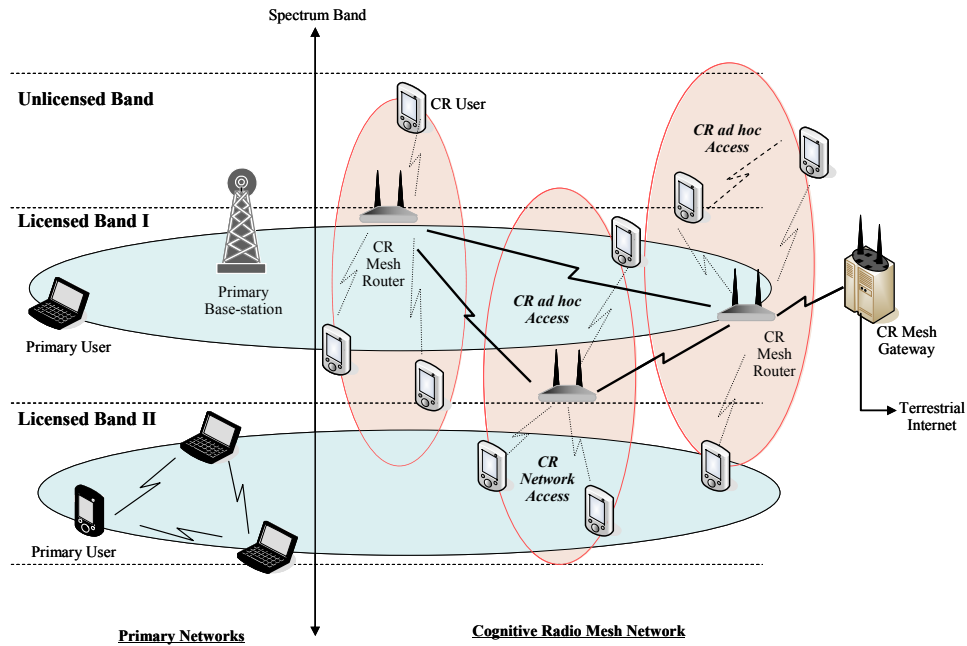 Spectrum Band
Unlicensed Band
CR User
CR ad hoc
Access
Licensed Band I
CR
Mesh
Router
Primary
Base-station
CR ad hoc
Access
Primary User
CR
Mesh
Router
CR Mesh
Gateway
Licensed Band II
Terrestrial
Internet
CR
Network
Access
Primary User
Primary Networks
Cognitive Radio Mesh Network